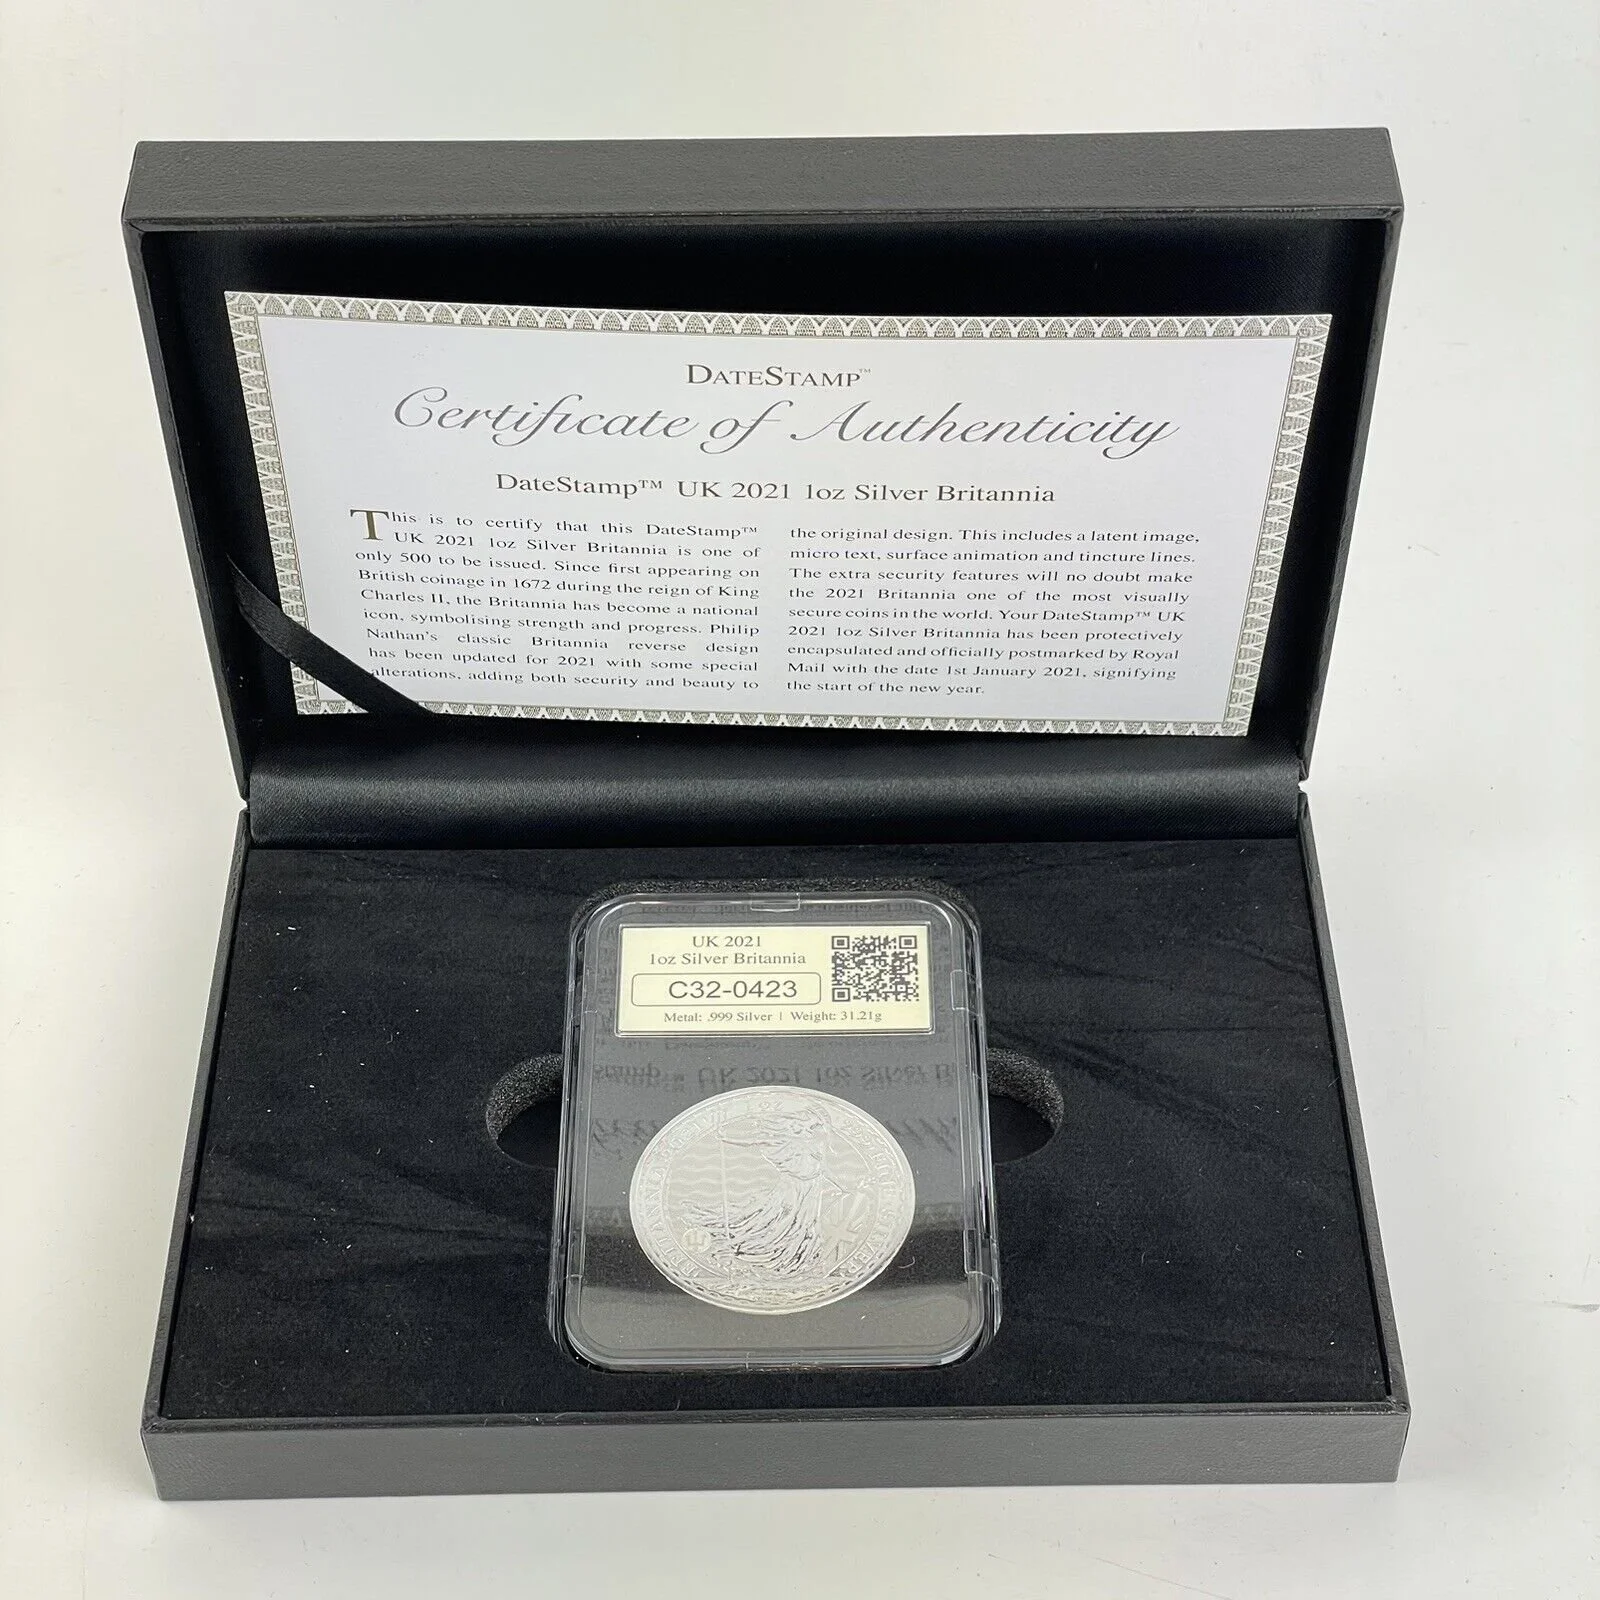 DATESTAMP™
Certificate of Authenticity
DateStamp™ UK 2021 1oz Silver Britannia
This is to certify that this DateStamp™
UK 2021 1oz Silver Britannia is one of
only 500 to be issued. Since first appearing on
British coinage in 1672 during the reign of King
Charles II, the Britannia has become a national
icon, symbolising strength and progress. Philip
Nathan's classic Britannia reverse design
has been updated for 2021 with some special
alterations, adding both security and beauty to
the original design. This includes a latent image,
micro text, surface animation and tincture lines.
The extra security features will no doubt make
the 2021 Britannia one of the most visually
secure coins in the world. Your DateStamp™ UK
2021 1oz Silver Britannia has been protectively
encapsulated and officially postmarked by Royal
Mail with the date 1st January 2021, signifying
the start of the new year.
UK 2021
1oz Silver Britannia
C32-0423
Metal: .999 Silver | Weight: 31.21g
BRITANNIA 2021 1 OZ 999 FINE SILVER